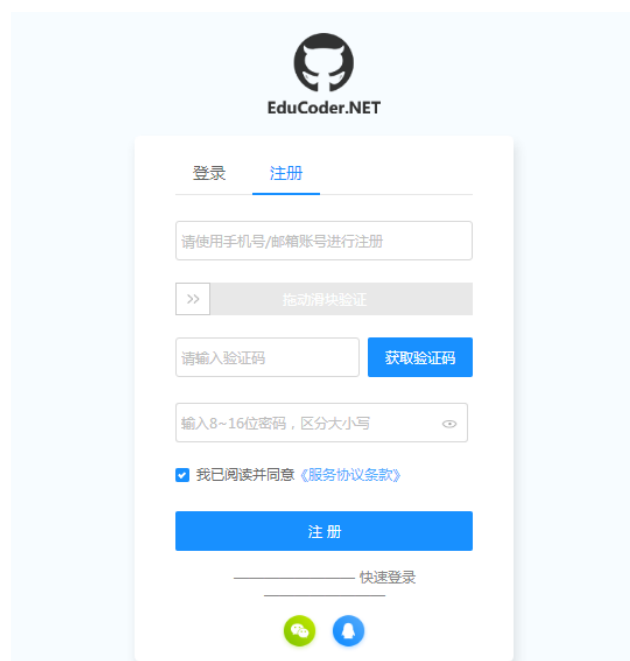 EduCoder.NET
登录 注册
请使用手机号/邮箱账号进行注册
拖动滑块验证
请输入验证码 获取验证码
输入8~16位密码，区分大小写
我已阅读并同意《服务协议条款》
注 册
快速登录